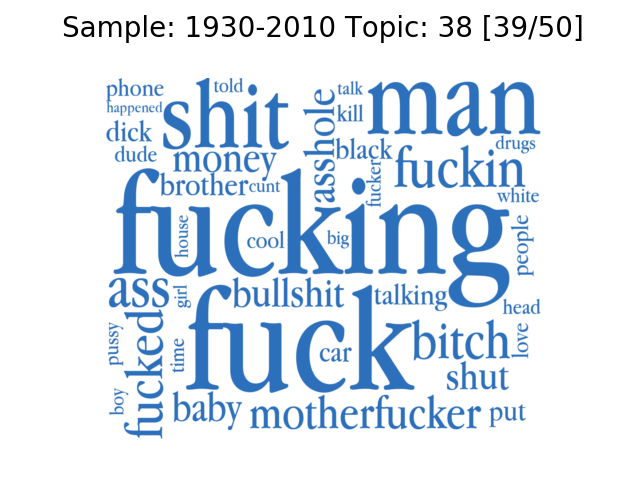 Sample: 1930-2010 Topic: 38 [39/50]
phone
told
happened
shit
asshole
talk
kill
man
dick
dude
money
black
drugs
brother
cunt
fucker
fuckin
white
fucking
house
cool
big
people
ass
girl
bullshit
talking
head
pussy
fucked
time
fuck
car
bitch
love
shut
boy
baby
motherfucker
put